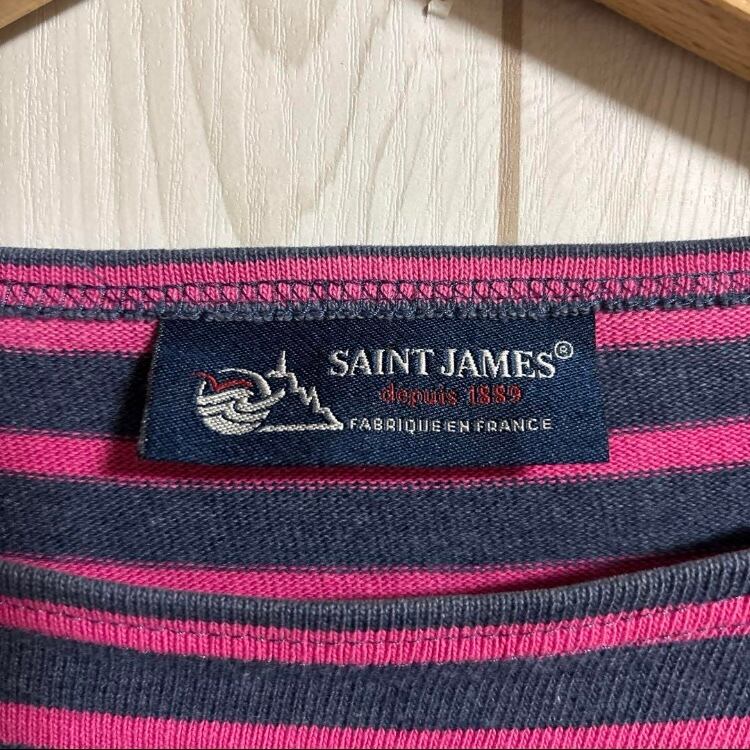 SAINT JAMES®
depuis 1889
FABRIQUE EN FRANCE